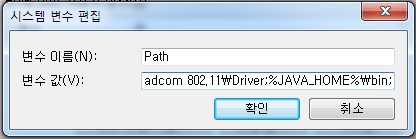 시스템 변수 편집
변수 이름(N): Path
변수 값(V): adcom 802.11₩Driver;%JAVA_HOME%₩bin;
확인 취소